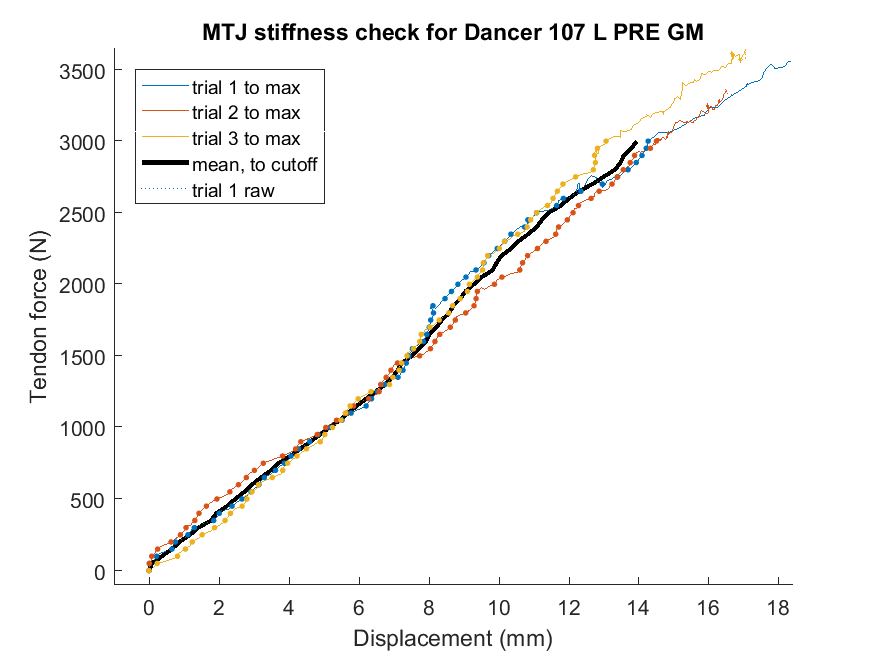 MTJ stiffness check for Dancer 107 L PRE GM
3500
3000
2500
2000
1500
1000
500
0
Tendon force (N)
trial 1 to max
trial 2 to max
trial 3 to max
mean, to cutoff
trial 1 raw
0 2 4 6 8 10 12 14 16 18
Displacement (mm)